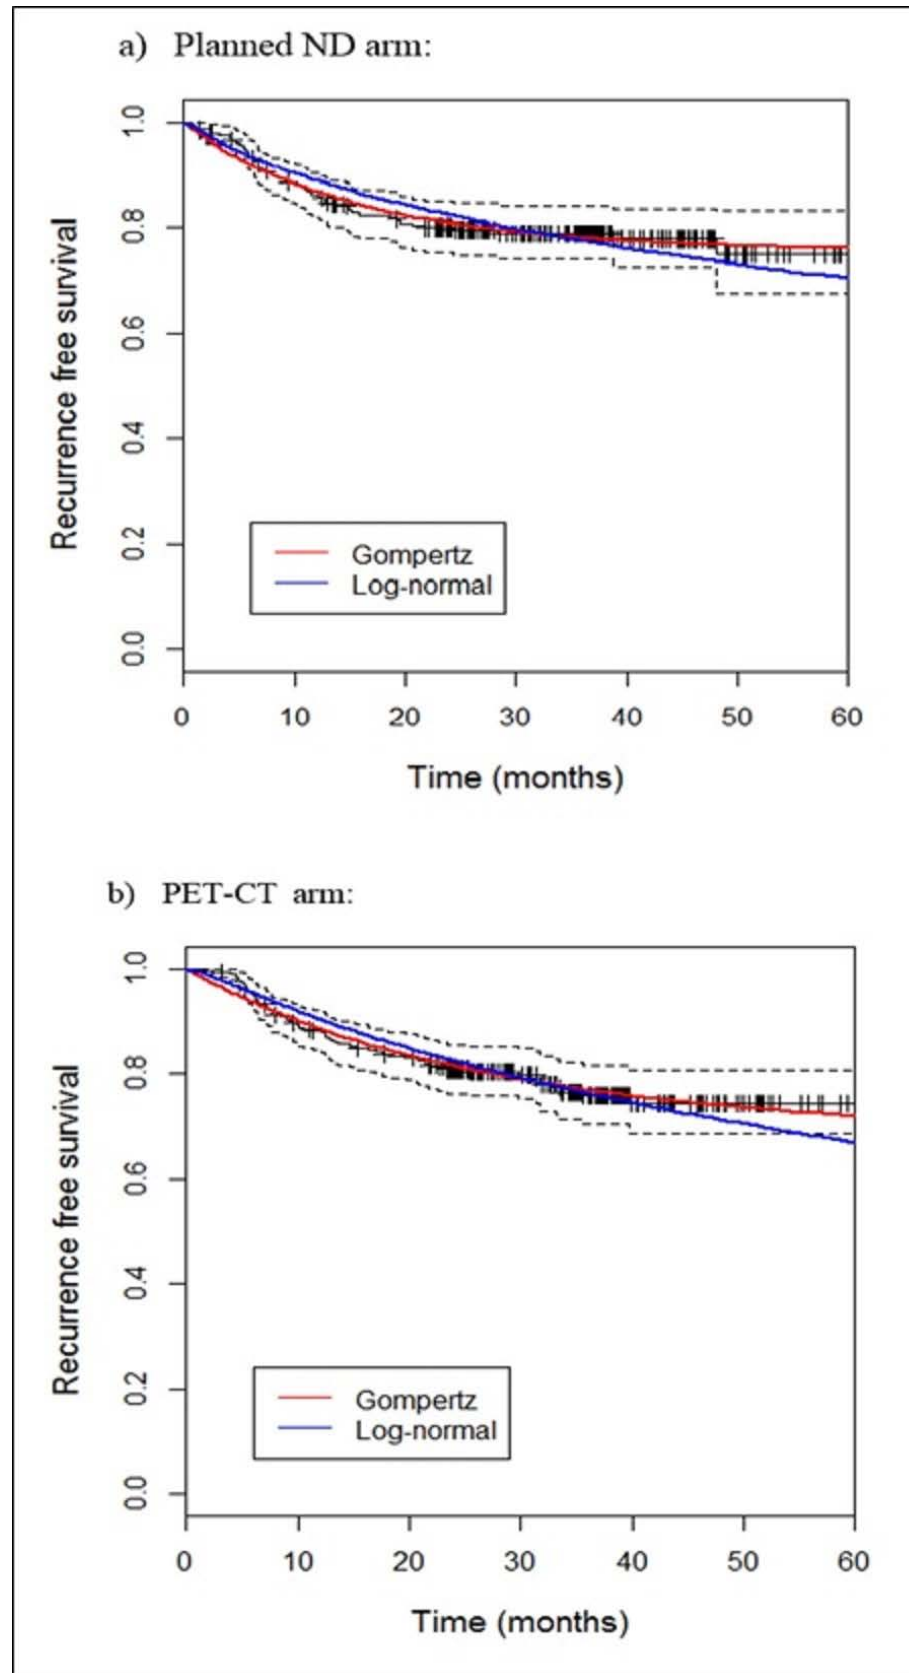 a) Planned ND arm:
Recurrence free survival
1.0
0.8
0.6
0.4
0.2
0.0
Gompertz
Log-normal
0 10 20 30 40 50 60
Time (months)
b) PET-CT arm:
Recurrence free survival
1.0
0.8
0.6
0.4
0.2
0.0
Gompertz
Log-normal
0 10 20 30 40 50 60
Time (months)